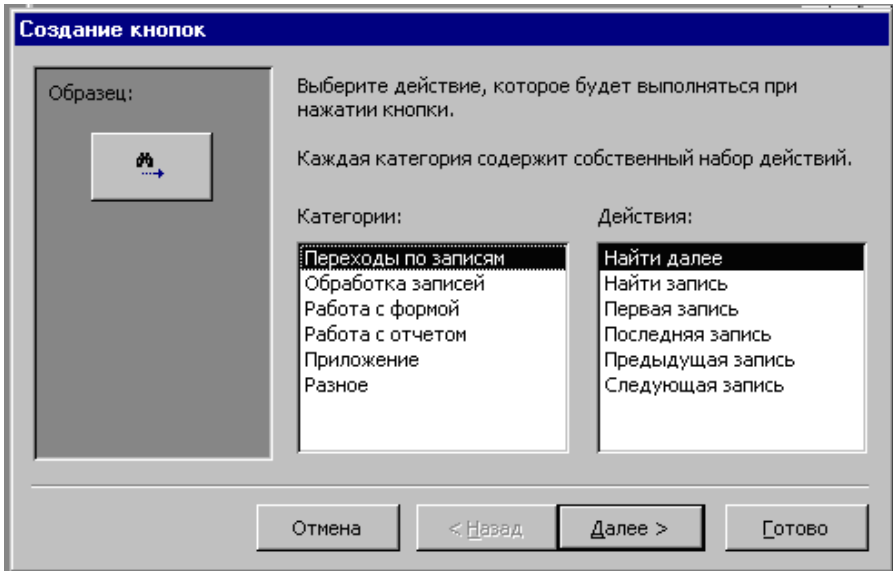 Создание кнопок
Образец:
Выберите действие, которое будет выполняться при
нажатии кнопки.
Каждая категория содержит собственный набор действий.
Категории:
Переходы по записям
Обработка записей
Работа с формой
Работа с отчетом
Приложение
Разное
Действия:
Найти далее
Найти запись
Первая запись
Последняя запись
Предыдущая запись
Следующая запись
Отмена
< Назад
Далее >
Готово